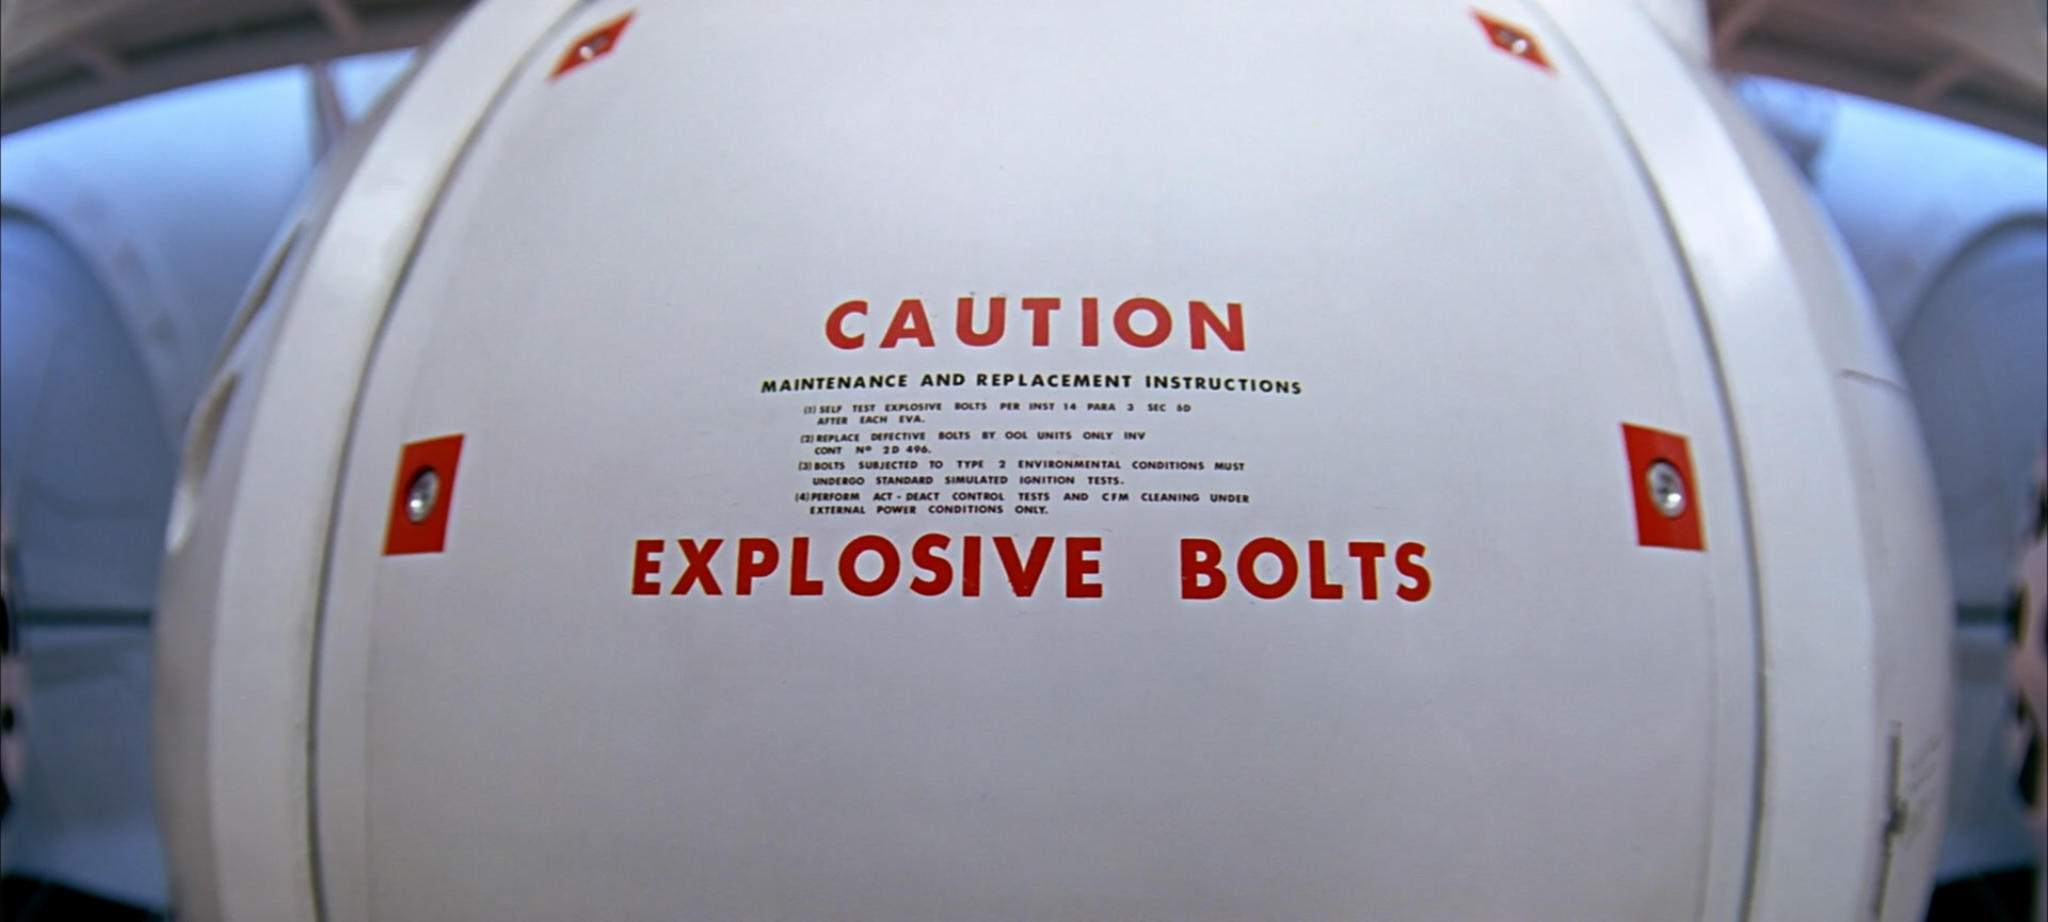 CAUTION
MAINTENANCE AND REPLACEMENT INSTRUCTIONS
(1) SELF TEST EXPLOSIVE BOLTS PER INST 14 PARA 3 SEC 5D
AFTER EACH EVA.
(2) REPLACE DEFECTIVE BOLTS BY OOL UNITS ONLY INV
CONT Nº 2D 496.
(3) BOLTS SUBJECTED TO TYPE 2 ENVIRONMENTAL CONDITIONS MUST
UNDERGO STANDARD SIMULATED IGNITION TESTS.
(4) PERFORM ACT - DEACT CONTROL TESTS AND CFM CLEANING UNDER
EXTERNAL POWER CONDITIONS ONLY.
EXPLOSIVE BOLTS